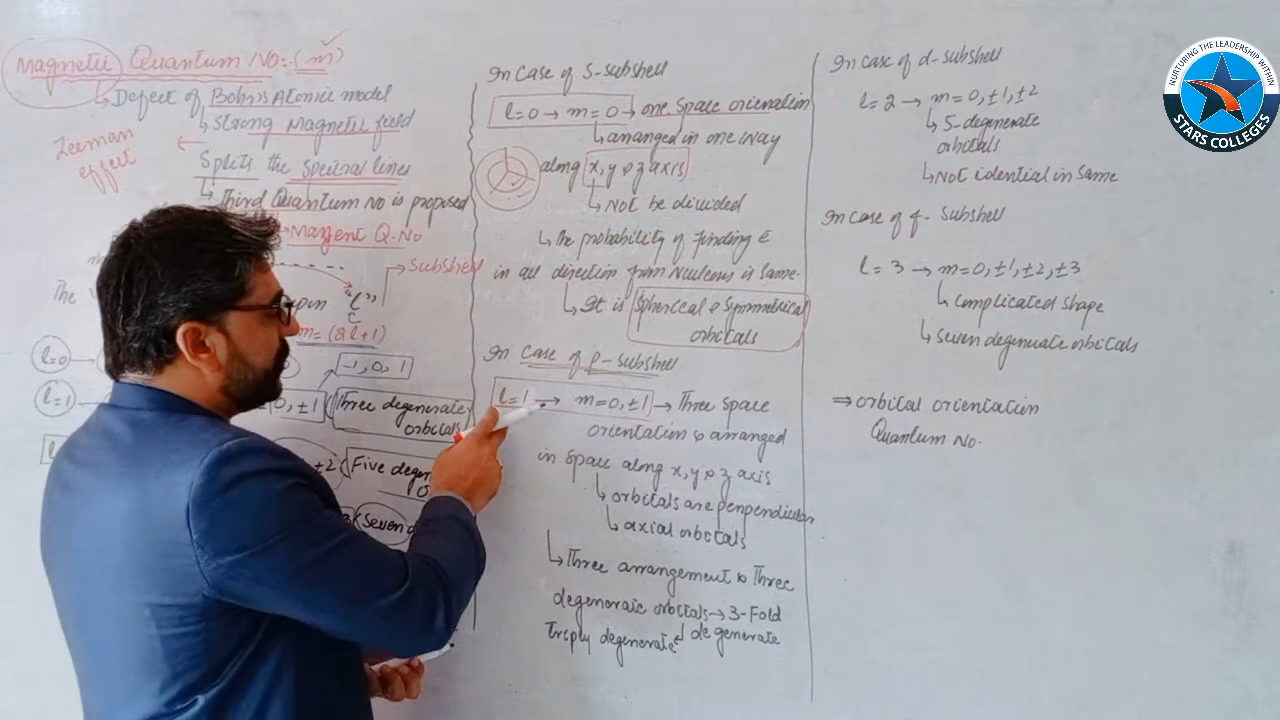 Magnetic Quantum No:- (m)
↳ Defect of Bohr's Atomic model
↳ Strong Magnetic field
Zeeman effect ←
Splits the Spectral lines
↳ Third Quantum No is proposed
→ Magnent Q. No
→ Subshell
The
upon "l"
m = (2l+1)
l=0 →
-1, 0, 1
l=1 →
(0, ±1 (Three degenerate
orbitals
±2 (Five degen
(Seven d
In Case of S-subshell
l=0 → m=0 → one space orienation
↳ arranged in one way
along x, y & z axis
↳ Not be divided
↳ the probability of finding e
in all direction from Nucleus is same.
↳ It is Spherical & Symmetrical
orbitals
In Case of P-subshell
l=1 → m=0, ±1 → Three space
orientation & arranged
in space along x, y & z axis
↳ orbitals are perpendicular
↳ axial orbitals
↳ Three arrangement & Three
degenerate orbitals → 3-Fold
degenerate
Triply degenerate
In case of d-subshell
l=2 → m=0, ±1, ±2
↳ 5-degenerate
orbitals
↳ Not idential in same
In case of f- Subshell
l=3 → m=0, ±1, ±2, ±3
↳ complicated shape
↳ Seven degenerate orbitals
⇒ orbital orientation
Quantum No.
NURTURING THE LEADERSHIP WITHIN
STARS COLLEGES